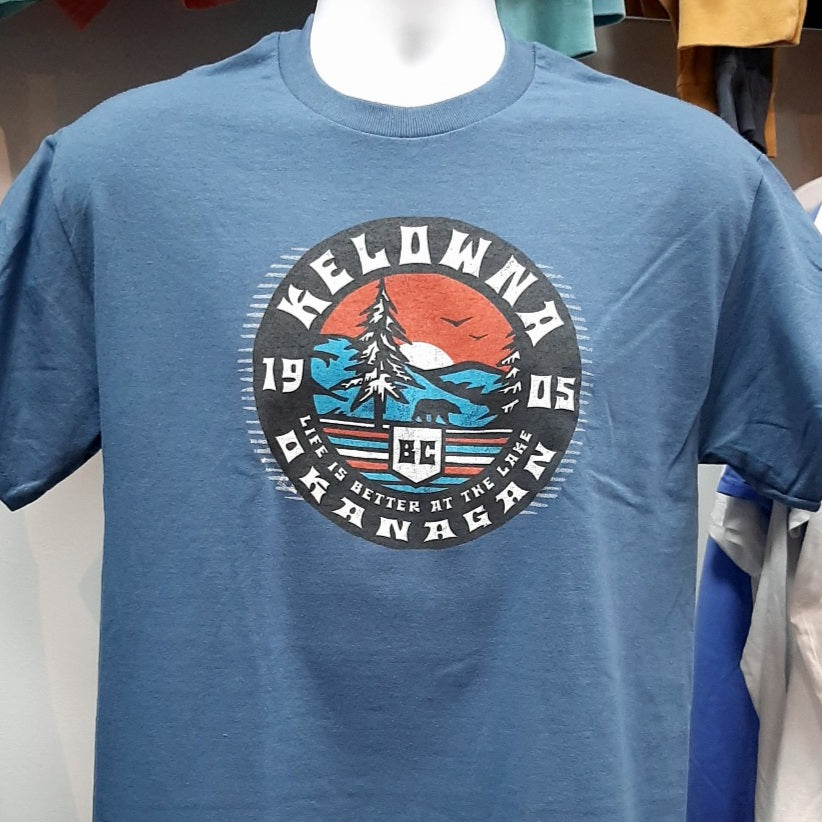 KELOWNA
19 05
BC
LIFE IS BETTER AT THE LAKE
OKANAGAN